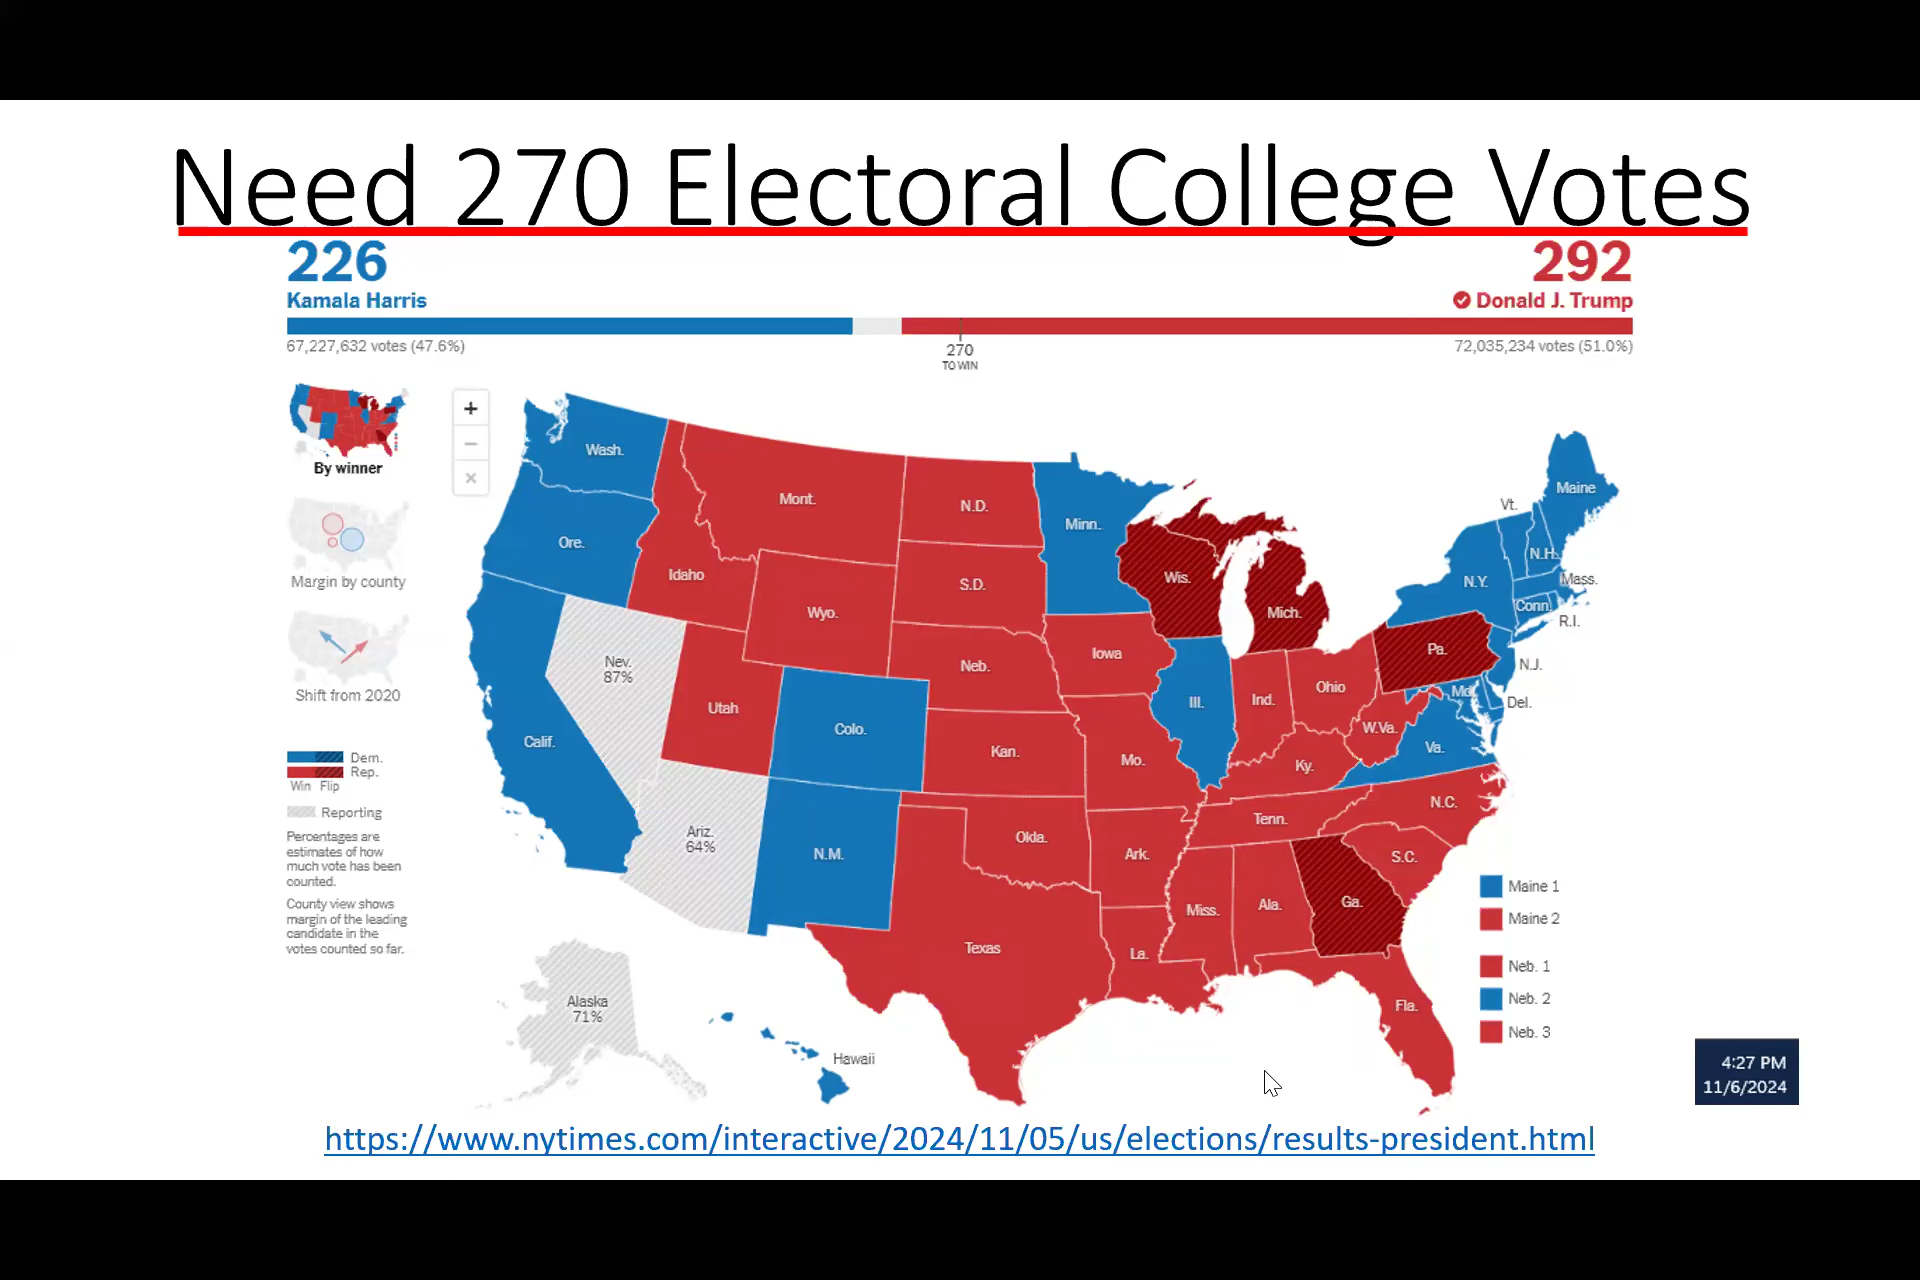 Need 270 Electoral College Votes
226
292
Kamala Harris
Donald J. Trump
67,227,632 votes (47.6%)
270
TO WIN
72,035,234 votes (51.0%)
By winner
Margin by county
Shift from 2020
Dem.
Rep.
Win Flip
Reporting
Percentages are
estimates of how
much vote has been
counted.
County view shows
margin of the leading
candidate in the
votes counted so far.
+
−
×
Wash.
Ore.
Calif.
Nev.
87%
Idaho
Mont.
Wyo.
Utah
Colo.
Ariz.
64%
N.M.
N.D.
S.D.
Neb.
Kan.
Okla.
Texas
Minn.
Iowa
Mo.
Ark.
La.
Wis.
Ill.
Mich.
Ind.
Ohio
Ky.
Tenn.
Miss.
Ala.
Ga.
Fla.
S.C.
N.C.
Va.
W.Va.
Md.
Del.
Pa.
N.J.
N.Y.
Conn.
R.I.
Mass.
Vt.
N.H.
Maine
Alaska
71%
Hawaii
Maine 1
Maine 2
Neb. 1
Neb. 2
Neb. 3
4:27 PM
11/6/2024
https://www.nytimes.com/interactive/2024/11/05/us/elections/results-president.html